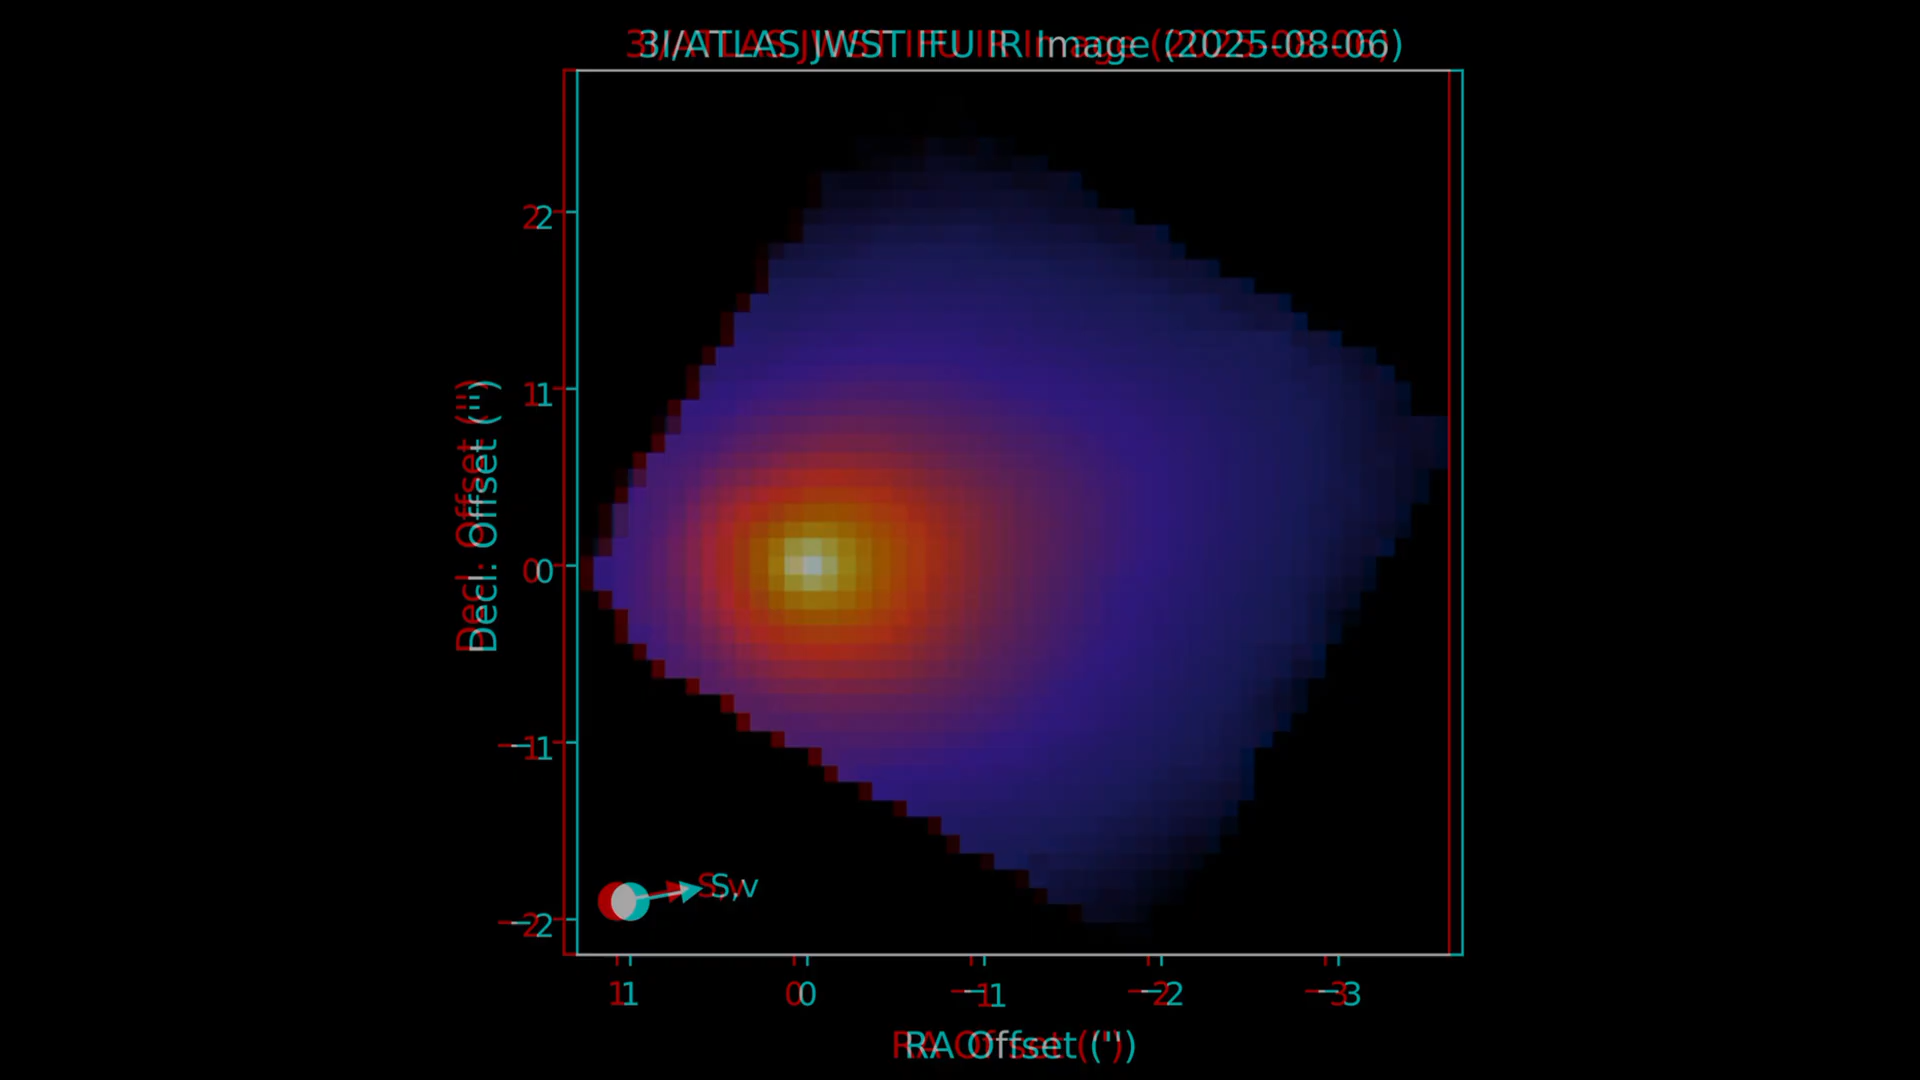 3I/ATLAS JWST IFU IR Image (2025-08-06)
2
1
0
−1
−2
Decl. Offset ('')
S,v
1 0 −1 −2 −3
RA Offset ('')